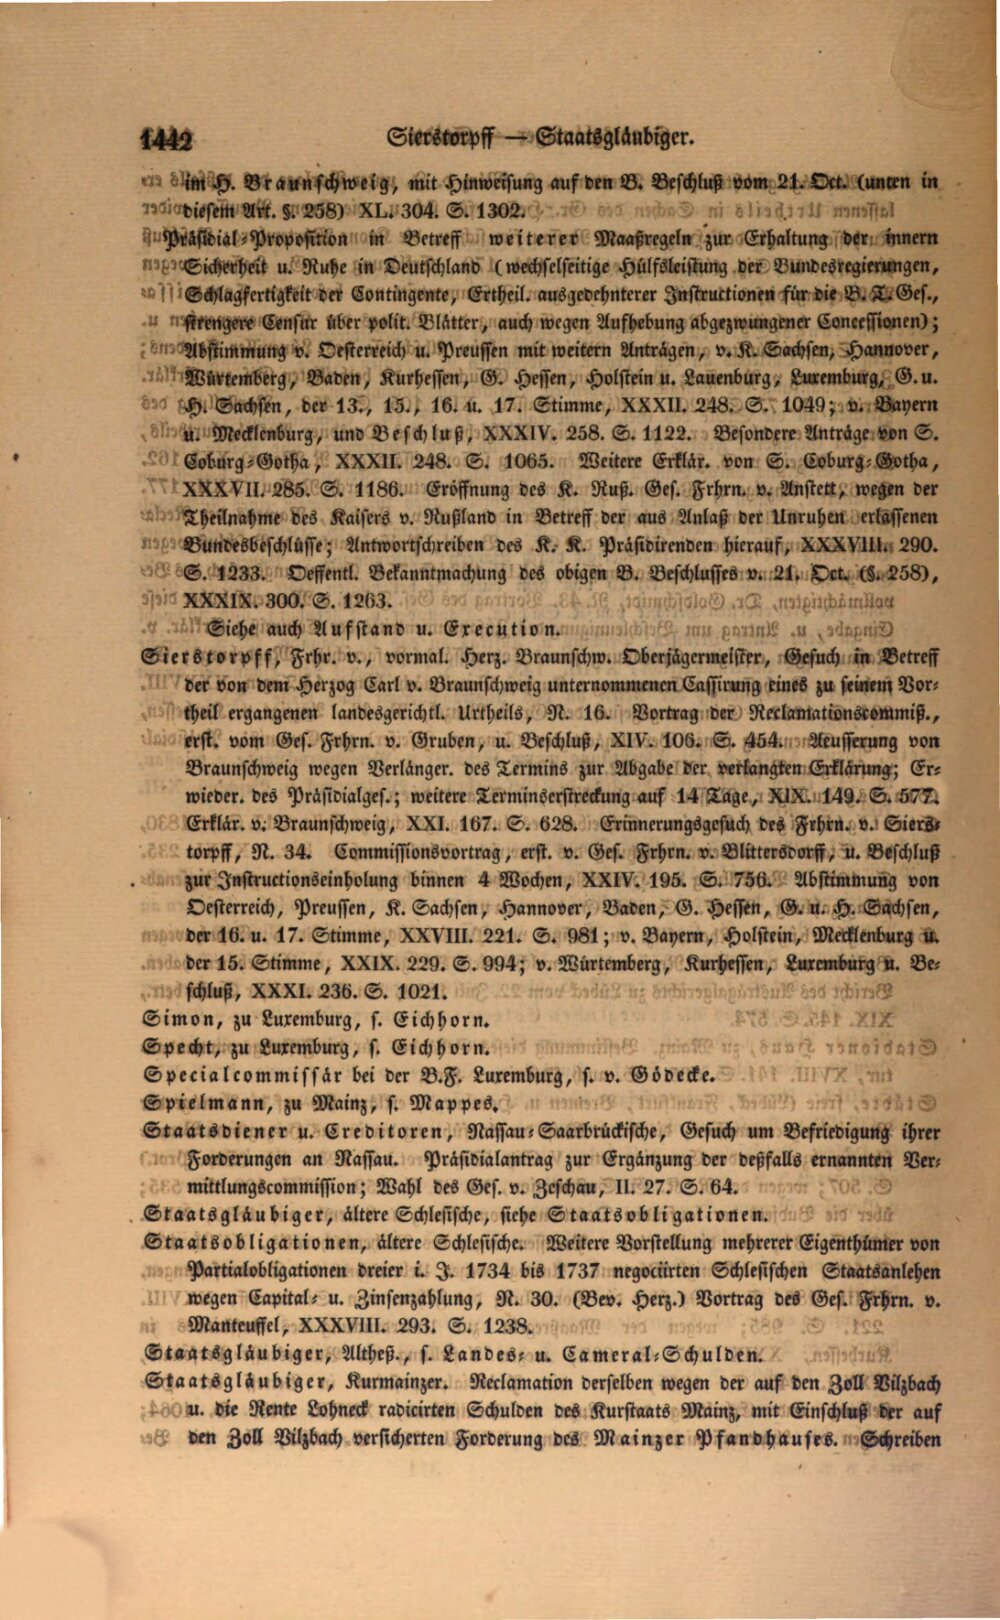 1442 Sierstorpff — Staatsgläubiger.
im H. Braunschweig, mit Hinweisung auf den B. Beschluß vom 21. Oct. (unten in
diesem Art. §. 258) XL. 304. S. 1302.
Präsidial-Proposition in Betreff weiterer Maaßregeln zur Erhaltung der innern
Sicherheit u. Ruhe in Deutschland (wechselseitige Hülfsleistung der Bundesregierungen,
Schlagfertigkeit der Contingente, Ertheil. ausgedehnterer Instructionen für die B. T. Ges.,
strengere Censur über polit. Blätter, auch wegen Aufhebung abgezwungener Concessionen);
Abstimmung v. Oesterreich u. Preussen mit weitern Anträgen, v. K. Sachsen, Hannover,
Würtemberg, Baden, Kurhessen, G. Hessen, Holstein u. Lauenburg, Luxemburg, G. u.
H. Sachsen, der 13., 15., 16. u. 17. Stimme, XXXII. 248. S. 1049; v. Bayern
u. Mecklenburg, und Beschluß, XXXIV. 258. S. 1122. Besondere Anträge von S.
Coburg-Gotha, XXXII. 248. S. 1065. Weitere Erklär. von S. Coburg-Gotha,
XXXVII. 285. S. 1186. Eröffnung des K. Ruß. Ges. Frhrn. v. Anstett, wegen der
Theilnahme des Kaisers v. Rußland in Betreff der aus Anlaß der Unruhen erlassenen
Bundesbeschlüsse; Antwortschreiben des K. K. Präsidirenden hierauf, XXXVIII. 290.
S. 1233. Oeffentl. Bekanntmachung des obigen B. Beschlusses v. 21. Oct. (§. 258),
XXXIX. 300. S. 1263.
Siehe auch Aufstand u. Execution.
Sierstorpff, Frhr. v., vormal. Herz. Braunschw. Oberjägermeister, Gesuch in Betreff
der von dem Herzog Carl v. Braunschweig unternommenen Cassirung eines zu seinem Vor-
theil ergangenen landesgerichtl. Urtheils, N. 16. Vortrag der Reclamationscommiß.,
erst. vom Ges. Frhrn. v. Gruben, u. Beschluß, XIV. 106. S. 454. Aeusserung von
Braunschweig wegen Verlänger. des Termins zur Abgabe der verlangten Erklärung; Er-
wieder. des Präsidialges.; weitere Terminserstreckung auf 14 Tage, XIX. 149. S. 577.
Erklär. v. Braunschweig, XXI. 167. S. 628. Erinnerungsgesuch des Frhrn. v. Siers-
torpff, N. 34. Commissionsvortrag, erst. v. Ges. Frhrn. v. Blittersdorff, u. Beschluß
zur Instructionseinholung binnen 4 Wochen, XXIV. 195. S. 756. Abstimmung von
Oesterreich, Preussen, K. Sachsen, Hannover, Baden, G. Hessen, G. u. H. Sachsen,
der 16. u. 17. Stimme, XXVIII. 221. S. 981; v. Bayern, Holstein, Mecklenburg u.
der 15. Stimme, XXIX. 229. S. 994; v. Würtemberg, Kurhessen, Luxemburg u. Be-
schluß, XXXI. 236. S. 1021.
Simon, zu Luxemburg, s. Eichhorn.
Specht, zu Luxemburg, s. Eichhorn.
Specialcommissär bei der B.F. Luxemburg, s. v. Gödecke.
Spielmann, zu Mainz, s. Mappes.
Staatsdiener u. Creditoren, Nassau-Saarbrückische, Gesuch um Befriedigung ihrer
Forderungen an Nassau. Präsidialantrag zur Ergänzung der deßfalls ernannten Ver-
mittlungscommission; Wahl des Ges. v. Zeschau, II. 27. S. 64.
Staatsgläubiger, ältere Schlesische, siehe Staatsobligationen.
Staatsobligationen, ältere Schlesische. Weitere Vorstellung mehrerer Eigenthümer von
Partialobligationen dreier i. J. 1734 bis 1737 negociirten Schlesischen Staatsanlehen
wegen Capital- u. Zinsenzahlung, N. 30. (Bev. Herz.) Vortrag des Ges. Frhrn. v.
Manteuffel, XXXVIII. 293. S. 1238.
Staatsgläubiger, Altheß., s. Landes- u. Cameral-Schulden.
Staatsgläubiger, Kurmainzer. Reclamation derselben wegen der auf den Zoll Vilzbach
u. die Rente Lohneck radicirten Schulden des Kurstaats Mainz, mit Einschluß der auf
den Zoll Vilzbach versicherten Forderung des Mainzer Pfandhauses. Schreiben